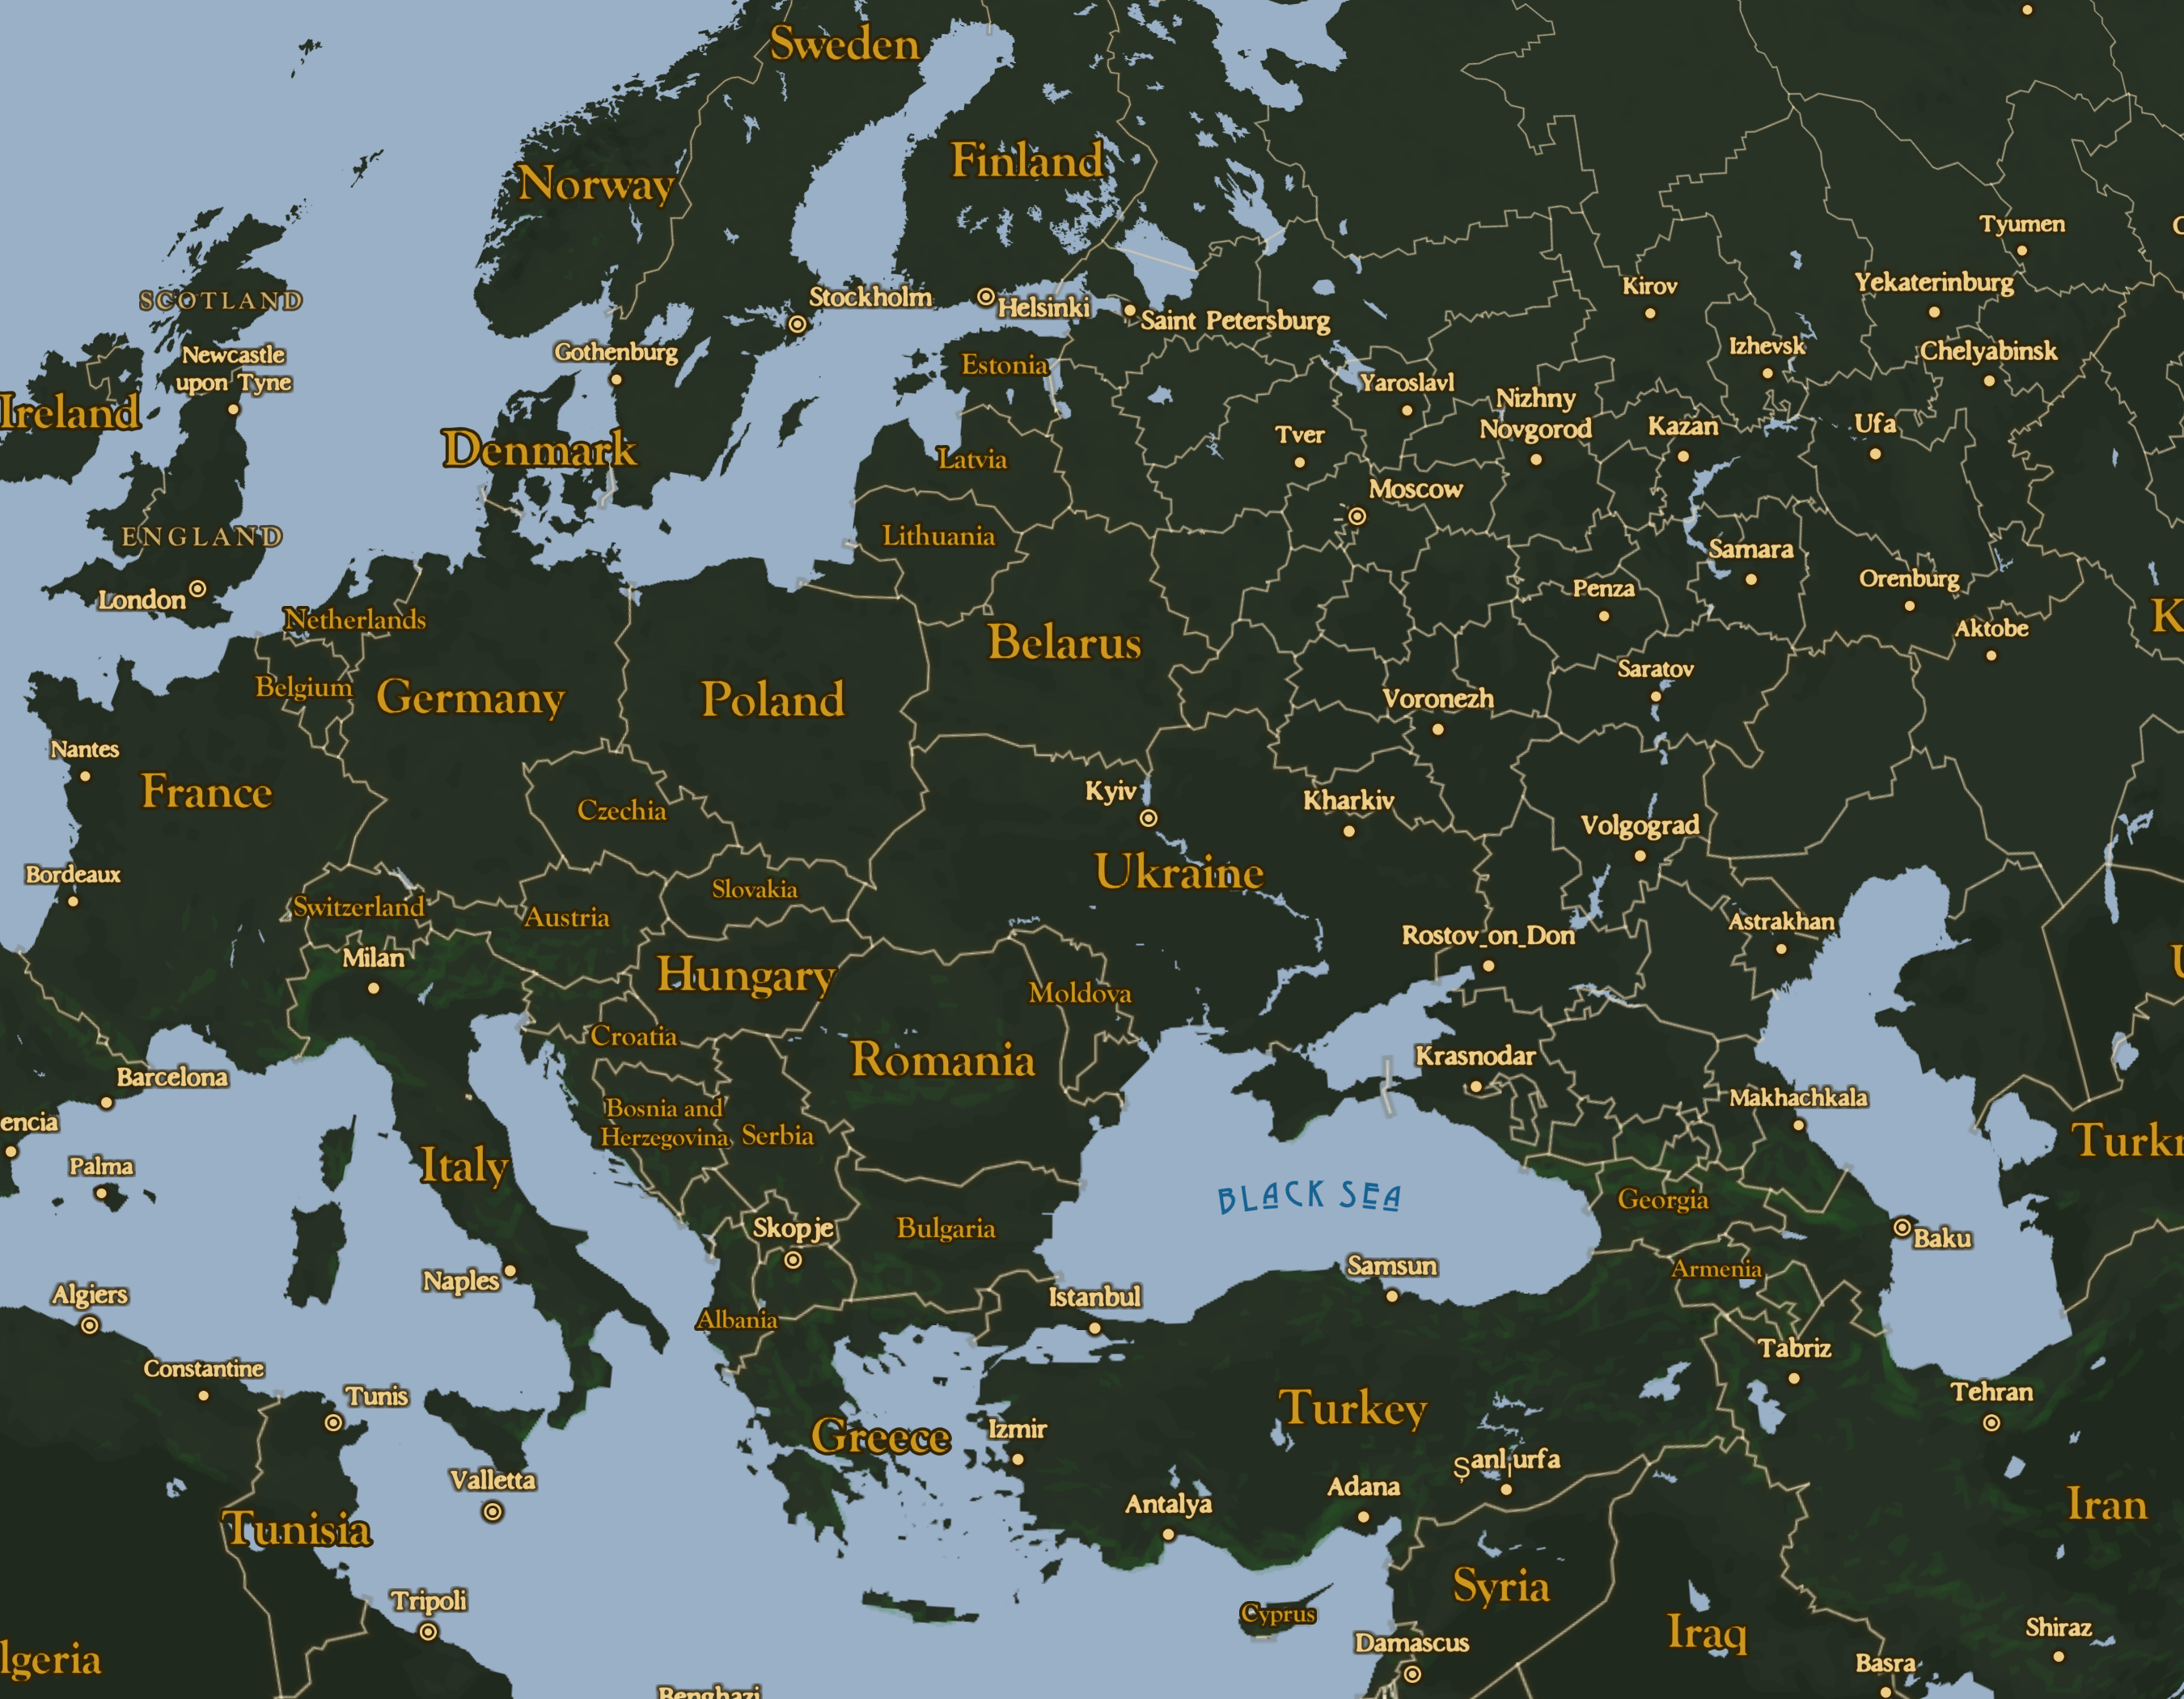 Sweden
Finland
Norway
Tyumen
Yekaterinburg
Kirov
Stockholm
Helsinki
Saint Petersburg
SCOTLAND
Izhevsk
Chelyabinsk
Newclastle
upon Tyne
Gothenburg
Estonia
Yaroslavl
Nizhny
Novgorod
Ireland
Kazan
Ufa
Tver
Denmark
Latvia
Moscow
ENGLAND
Lithuania
Samara
Orenburg
Penza
London
Netherlands
Aktobe
K
Belarus
Saratov
Belgium
Germany
Poland
Voronezh
Nantes
France
Kyiv
Kharkiv
Czechia
Volgograd
Ukraine
Bordeaux
Slovakia
Switzerland
Austria
Astrakhan
Rostov_on_Don
Milan
Hungary
Moldova
Croatia
Romania
Krasnodar
Barcelona
Makhachkala
encia
Bosnia and
Herzegovina
Serbia
Turkr
Palma
Italy
BLACK SEA
Georgia
Skopje
Bulgaria
Baku
Samsun
Armenia
Naples
Algiers
Istanbul
Albania
Tabriz
Constantine
Tunis
Tehran
Turkey
Greece
Izmir
Şanlıurfa
Valletta
Adana
Antalya
Iran
Tunisia
Syria
Tripoli
Cyprus
Iraq
Shiraz
Damascus
lgeria
Basra
Benghazi